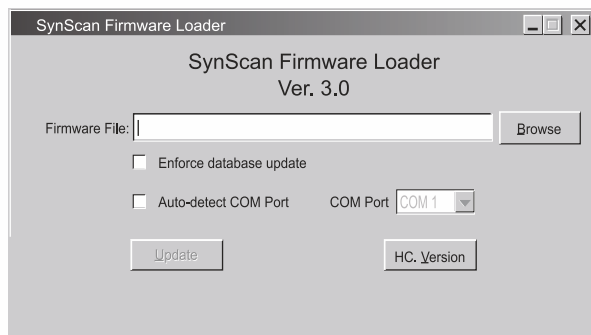 SynScan Firmware Loader
SynScan Firmware Loader
Ver. 3.0
Firmware File:
Browse
Enforce database update
Auto-detect COM Port COM Port COM 1
Update HC. Version